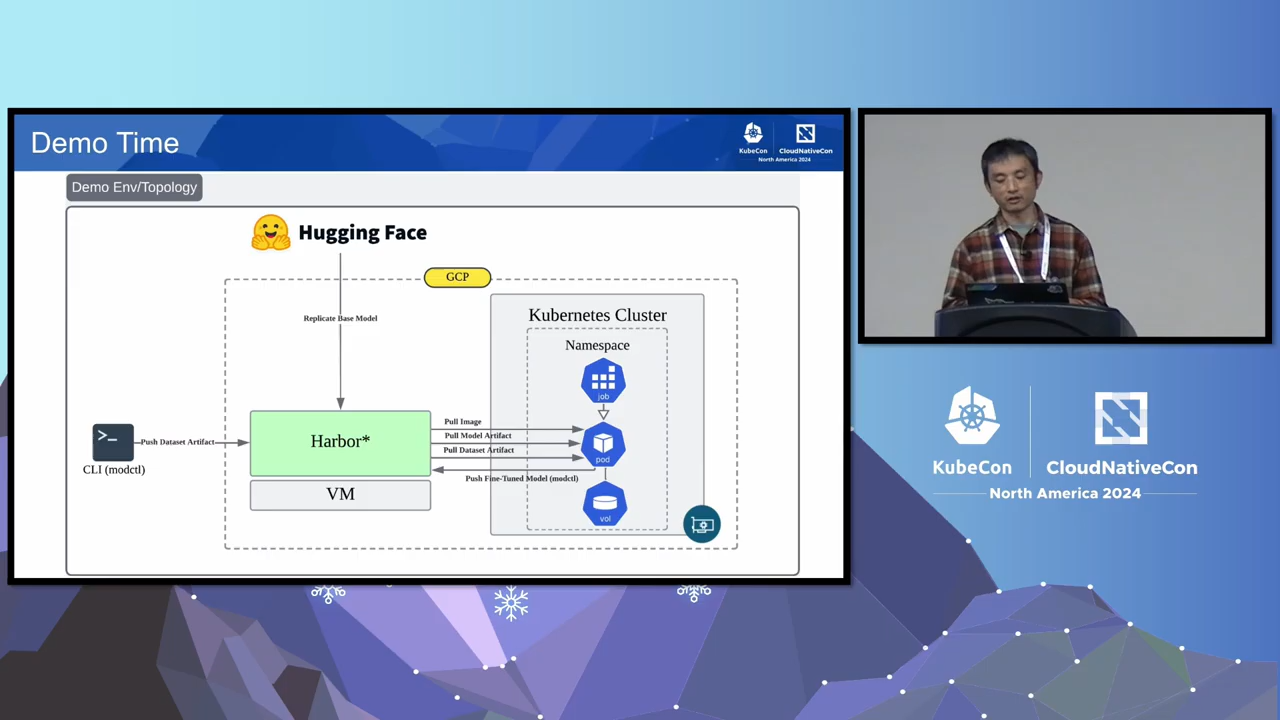 Demo Time
KubeCon
CloudNativeCon
North America 2024
Demo Env/Topology
Hugging Face
GCP
Replicate Base Model
Kubernetes Cluster
Namespace
job
Pull Image
Pull Model Artifact
Pull Dataset Artifact
Push Fine-Tuned Model (modctl)
pod
vol
>_
Push Dataset Artifact
CLI (modctl)
Harbor*
VM
KubeCon
CloudNativeCon
North America 2024